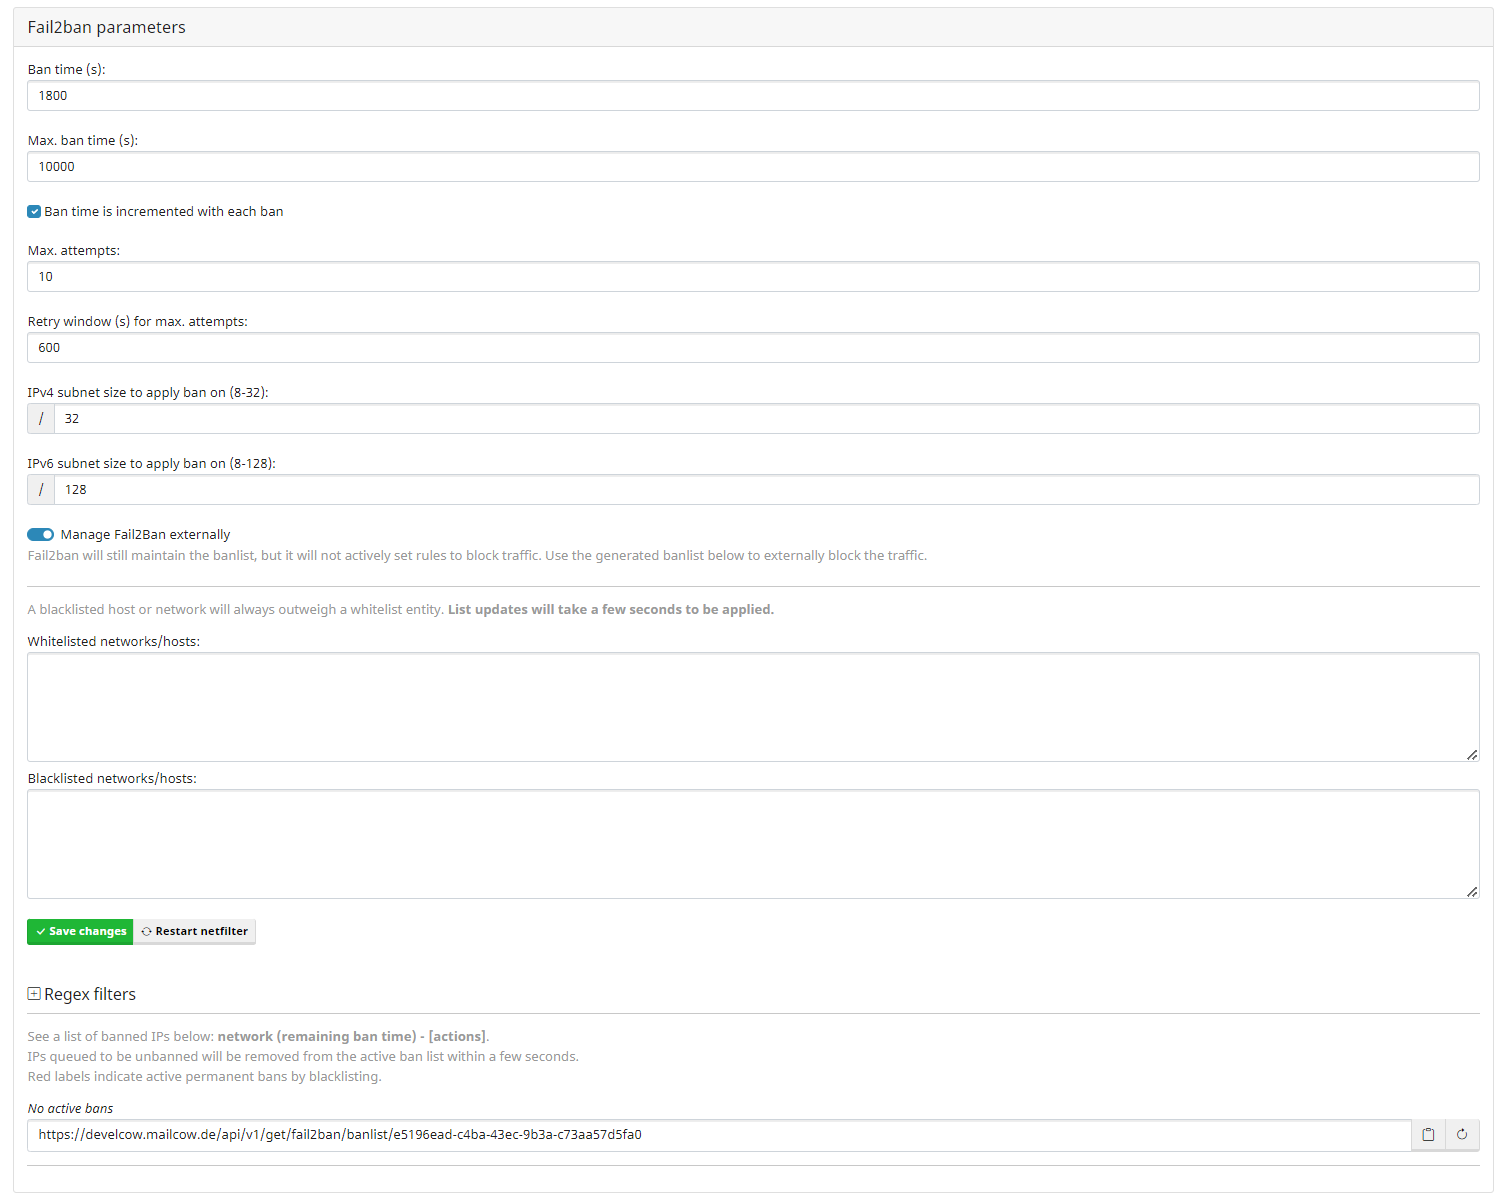 Fail2ban parameters
Ban time (s):
1800
Max. ban time (s):
10000
Ban time is incremented with each ban
Max. attempts:
10
Retry window (s) for max. attempts:
600
IPv4 subnet size to apply ban on (8-32):
/ 32
IPv6 subnet size to apply ban on (8-128):
/ 128
Manage Fail2Ban externally
Fail2ban will still maintain the banlist, but it will not actively set rules to block traffic. Use the generated banlist below to externally block the traffic.
A blacklisted host or network will always outweigh a whitelist entity. List updates will take a few seconds to be applied.
Whitelisted networks/hosts:
Blacklisted networks/hosts:
Save changes Restart netfilter
Regex filters
See a list of banned IPs below: network (remaining ban time) - [actions].
IPs queued to be unbanned will be removed from the active ban list within a few seconds.
Red labels indicate active permanent bans by blacklisting.
No active bans
https://develcow.mailcow.de/api/v1/get/fail2ban/banlist/e5196ead-c4ba-43ec-9b3a-c73aa57d5fa0